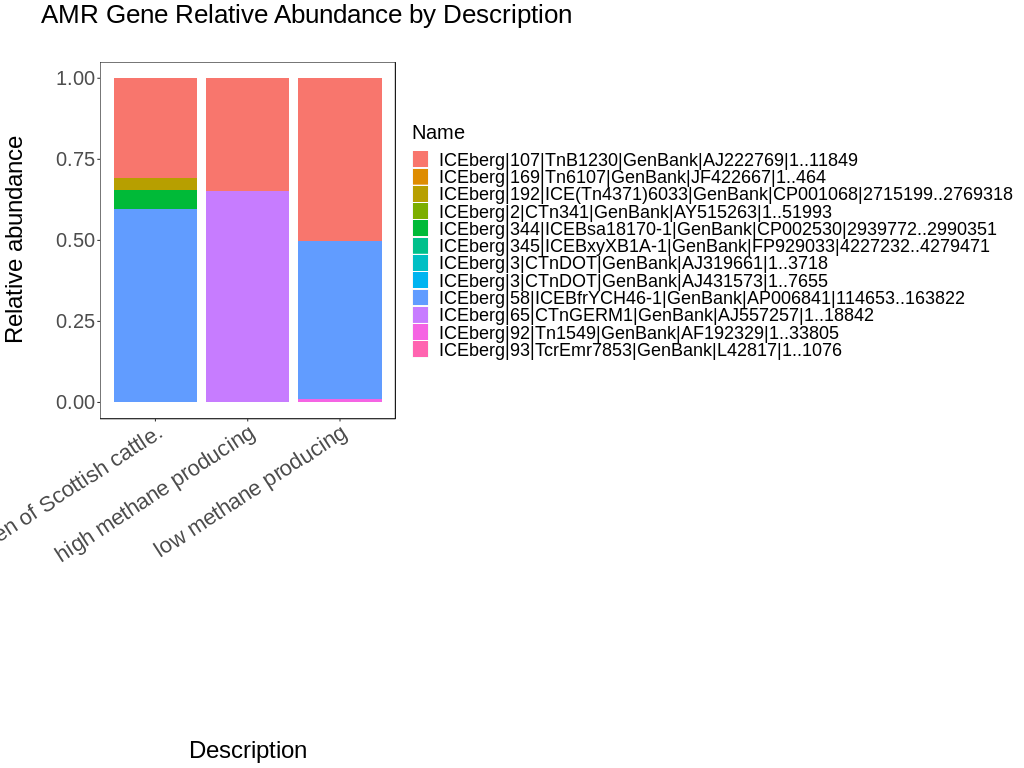 AMR Gene Relative Abundance by Description
Relative abundance
1.00
0.75
0.50
0.25
0.00
en of Scottish cattle.
high methane producing
low methane producing
Description
Name
ICEberg|107|TnB1230|GenBank|AJ222769|1..11849
ICEberg|169|Tn6107|GenBank|JF422667|1..464
ICEberg|192|ICE(Tn4371)6033|GenBank|CP001068|2715199..2769318
ICEberg|2|CTn341|GenBank|AY515263|1..51993
ICEberg|344|ICEBsa18170-1|GenBank|CP002530|2939772..2990351
ICEberg|345|ICEBxyXB1A-1|GenBank|FP929033|4227232..4279471
ICEberg|3|CTnDOT|GenBank|AJ319661|1..3718
ICEberg|3|CTnDOT|GenBank|AJ431573|1..7655
ICEberg|58|ICEBfrYCH46-1|GenBank|AP006841|114653..163822
ICEberg|65|CTnGERM1|GenBank|AJ557257|1..18842
ICEberg|92|Tn1549|GenBank|AF192329|1..33805
ICEberg|93|TcrEmr7853|GenBank|L42817|1..1076